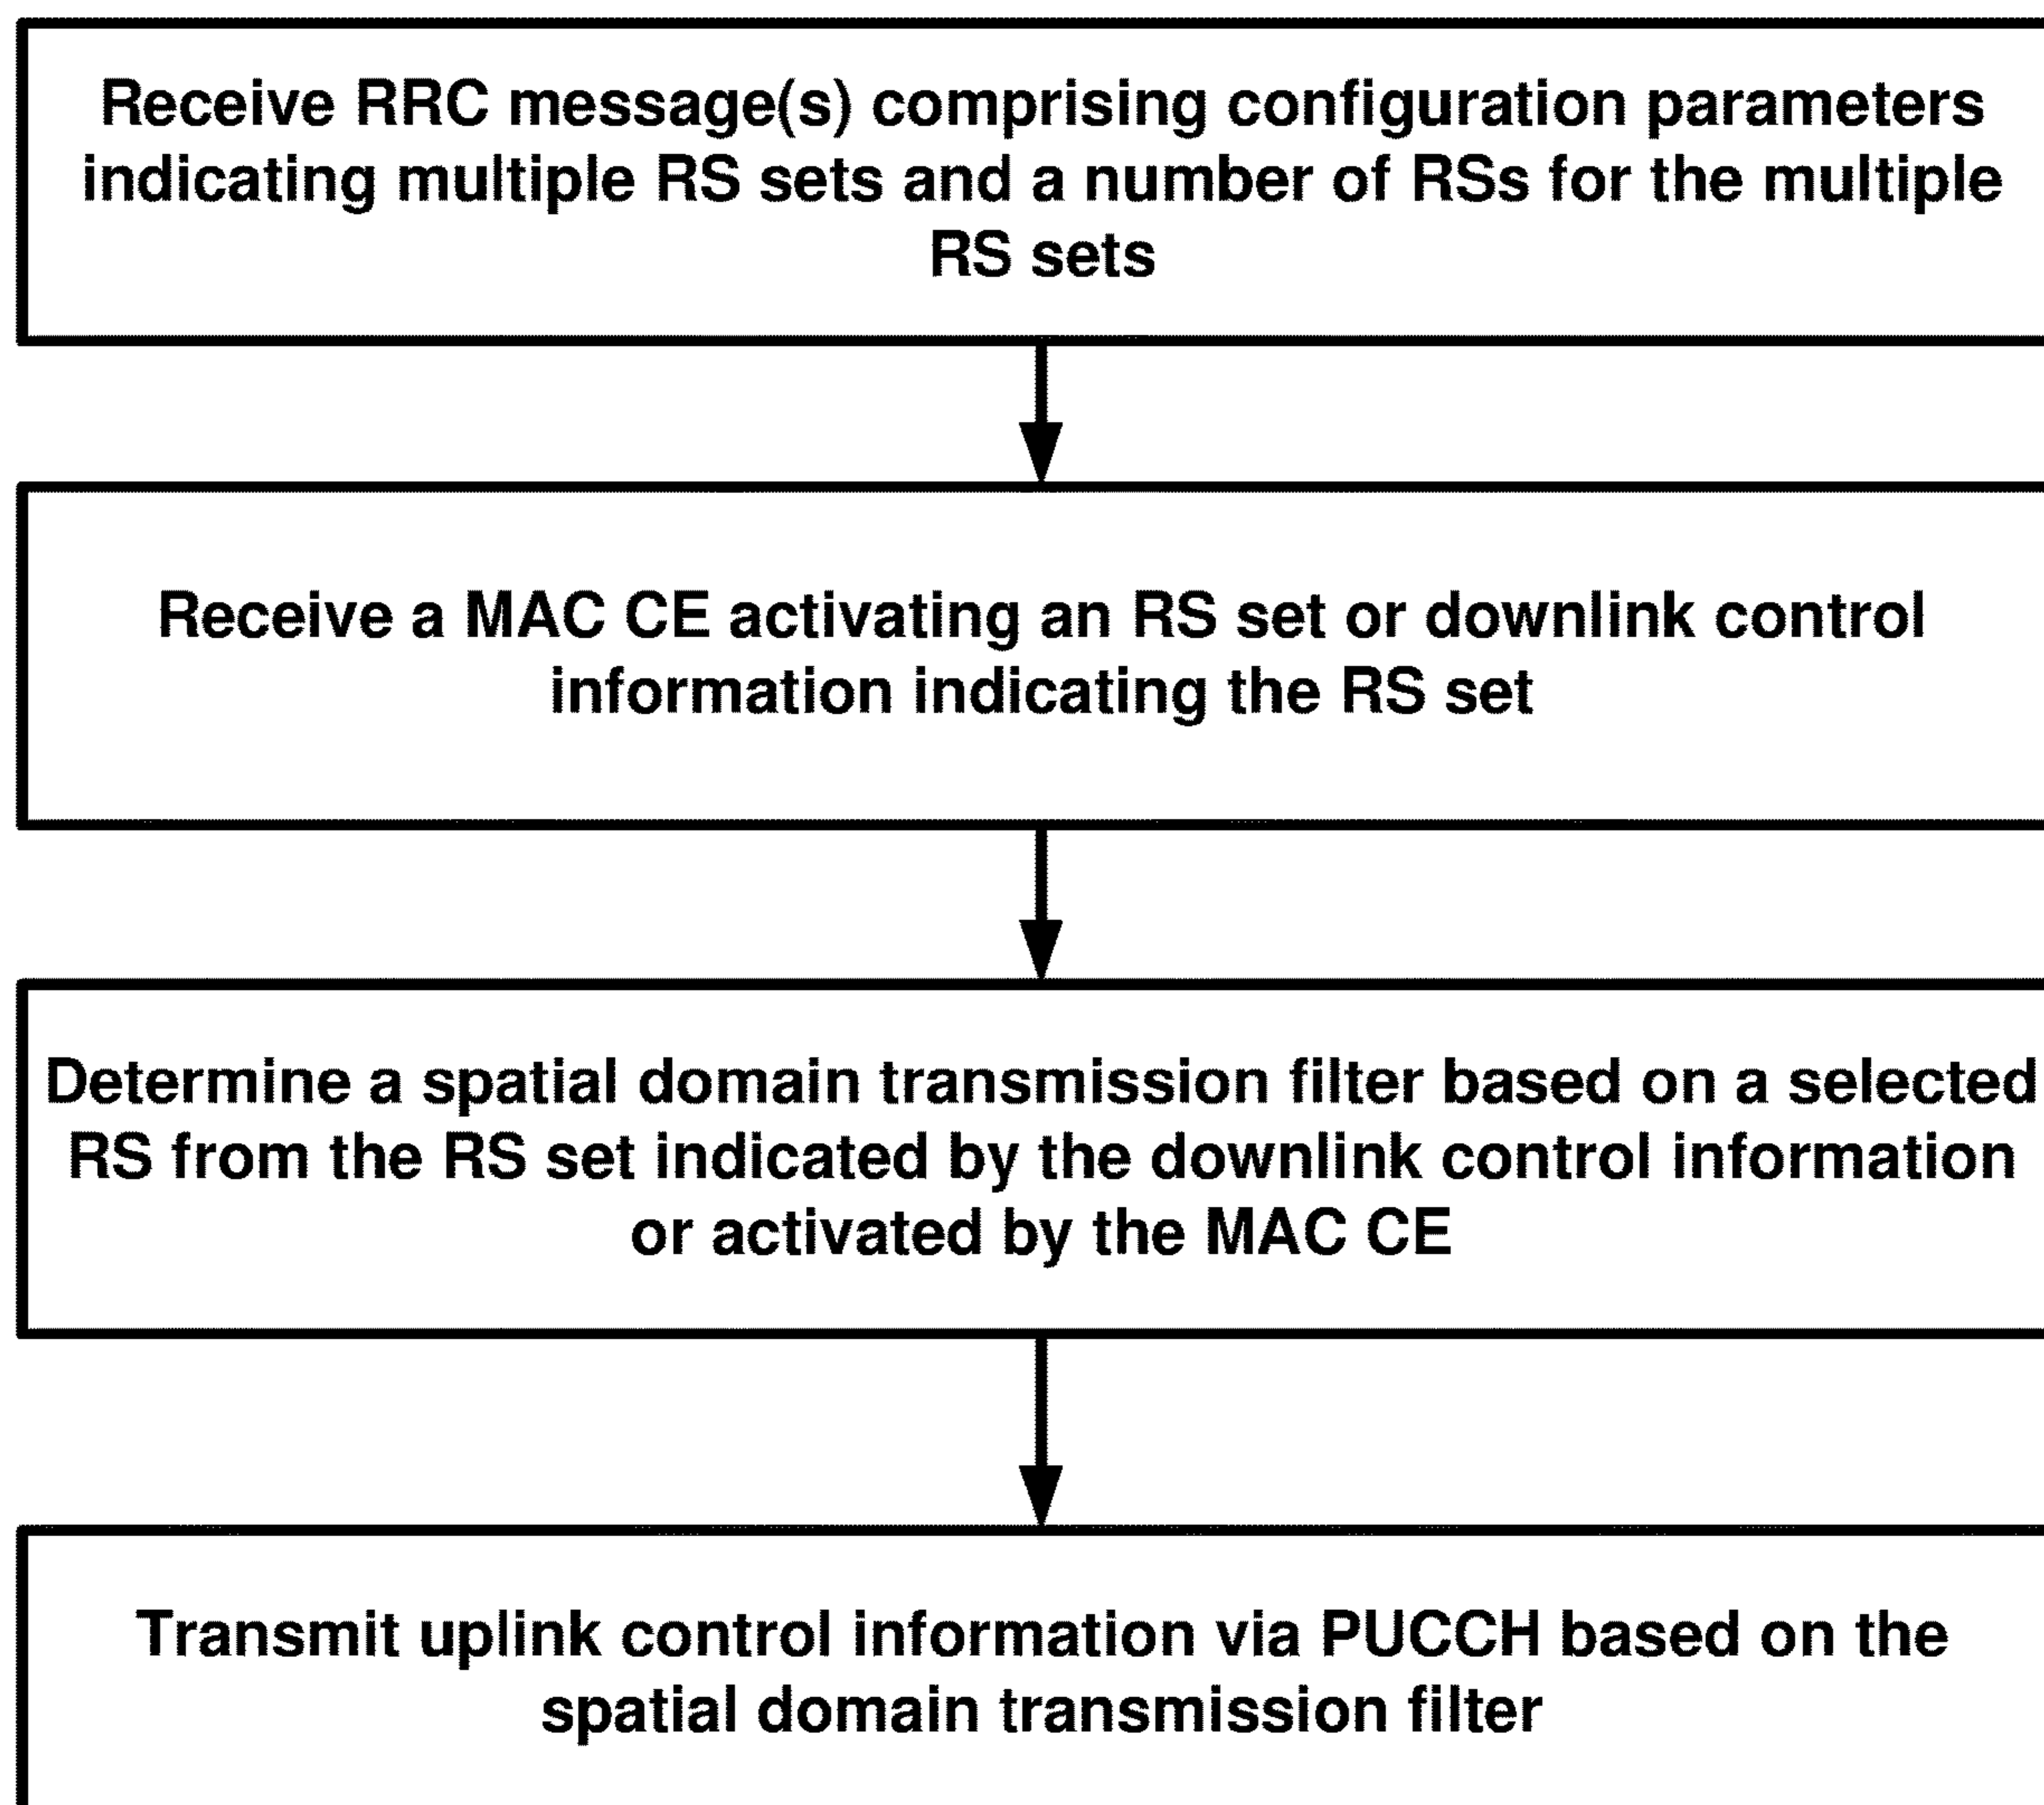 Receive RRC message(s) comprising configuration parameters
indicating multiple RS sets and a number of RSs for the multiple
RS sets
Receive a MAC CE activating an RS set or downlink control
information indicating the RS set
Determine a spatial domain transmission filter based on a selected
RS from the RS set indicated by the downlink control information
or activated by the MAC CE
Transmit uplink control information via PUCCH based on the
spatial domain transmission filter